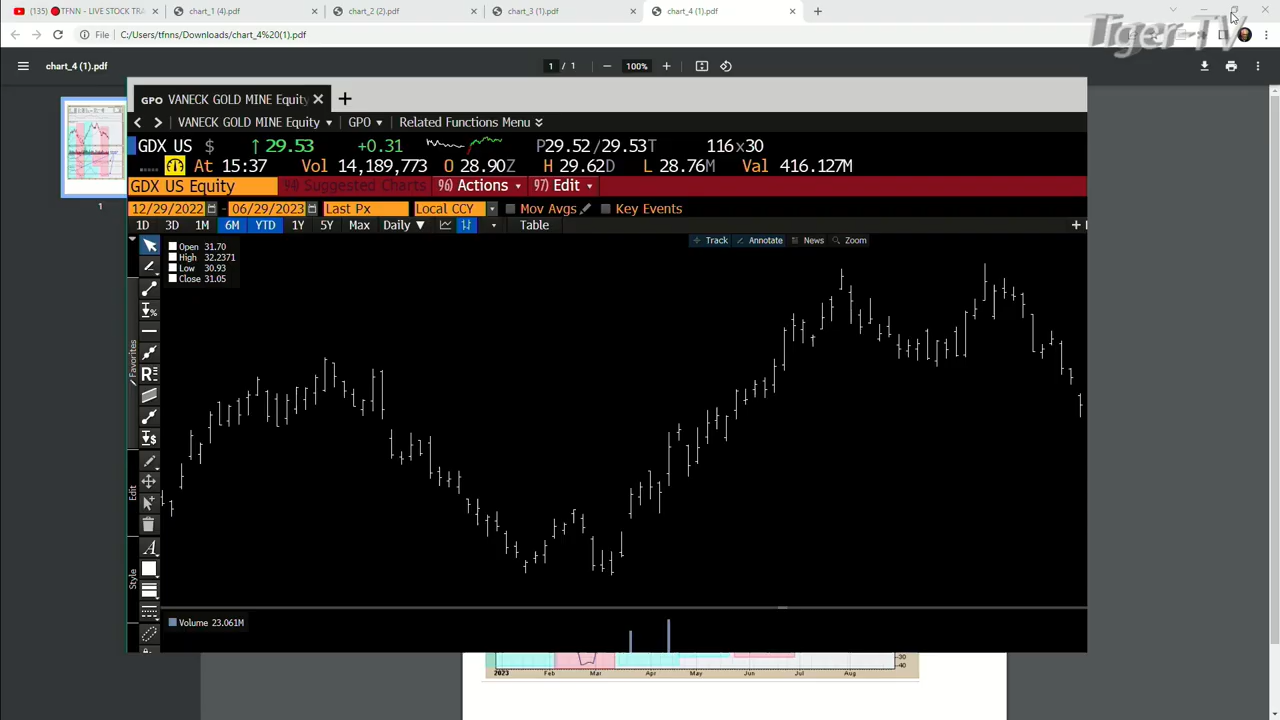 (135) 🔴TFNN - LIVE STOCK TRA
chart_1 (4).pdf
chart_2 (2).pdf
chart_3 (1).pdf
chart_4 (1).pdf
Tiger-TV
File C:/Users/tfnns/Downloads/chart_4%20(1).pdf
chart_4 (1).pdf
1 / 1
100%
GPO VANECK GOLD MINE Equity
VANECK GOLD MINE Equity GPO Related Functions Menu
GDX US $ ↑ 29.53 +0.31 P29.52/29.53T 116x30
At 15:37 Vol 14,189,773 O 28.90Z H 29.62D L 28.76M Val 416.127M
GDX US Equity 94) Suggested Charts 96) Actions 97) Edit
12/29/2022 - 06/29/2023 Last Px Local CCY Mov Avgs Key Events
1D 3D 1M 6M YTD 1Y 5Y Max Daily ▼ Table
Track Annotate News Zoom
Open 31.70
High 32.2371
Low 30.93
Close 31.05
Favorites
Edit
Style
1
Volume 23.061M
-30
-40
2023 Feb Mar Apr May Jun Jul Aug